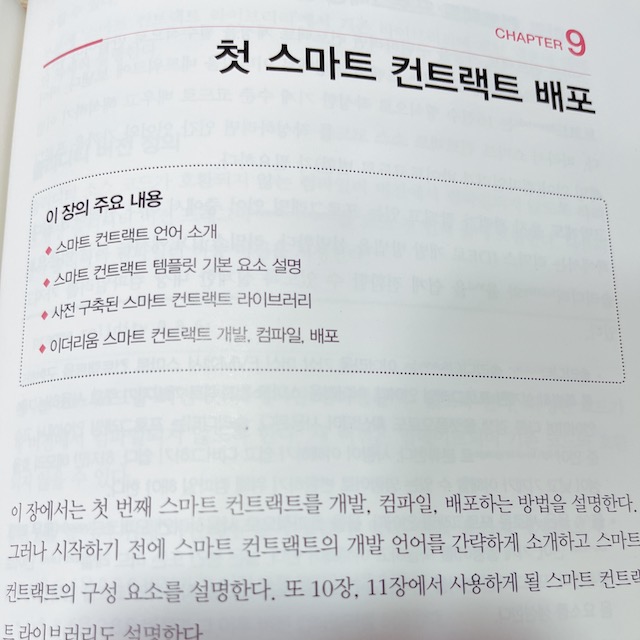 CHAPTER 9
첫 스마트 컨트랙트 배포
이 장의 주요 내용
♦ 스마트 컨트랙트 언어 소개
♦ 스마트 컨트랙트 템플릿 기본 요소 설명
♦ 사전 구축된 스마트 컨트랙트 라이브러리
♦ 이더리움 스마트 컨트랙트 개발, 컴파일, 배포
이 장에서는 첫 번째 스마트 컨트랙트를 개발, 컴파일, 배포하는 방법을 설명한다.
그러나 시작하기 전에 스마트 컨트랙트의 개발 언어를 간략하게 소개하고 스마트
컨트랙트의 구성 요소를 설명한다. 또 10장, 11장에서 사용하게 될 스마트 컨트랙
트 라이브러리도 설명한다